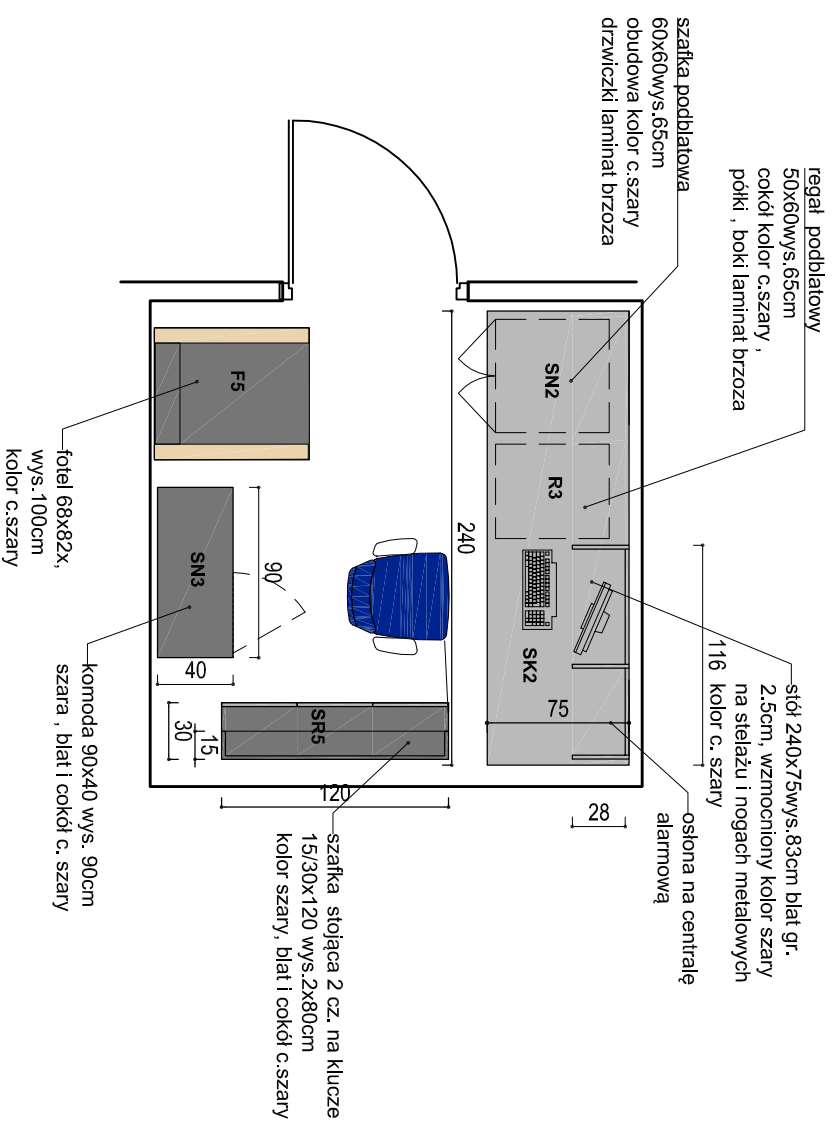 regał podblatowy
50x60wys.65cm
cokół kolor c.szary ,
półki , boki laminat brzoza
szafka podblatowa
60x60wys.65cm
obudowa kolor c.szary
drzwiczki laminat brzoza
stół 240x75wys.83cm blat gr.
2.5cm, wzmocniony kolor szary
na stelażu i nogach metalowych
kolor c. szary
osłona na centralę
alarmową
szafka stojąca 2 cz. na klucze
15/30x120 wys.2x80cm
kolor szary, blat i cokół c.szary
komoda 90x40 wys. 90cm
szara , blat i cokół c. szary
fotel 68x82x,
wys.100cm
kolor c.szary
SN2
R3
SK2
F5
SN3
SR5
240
116
75
28
90
40
30
15
120